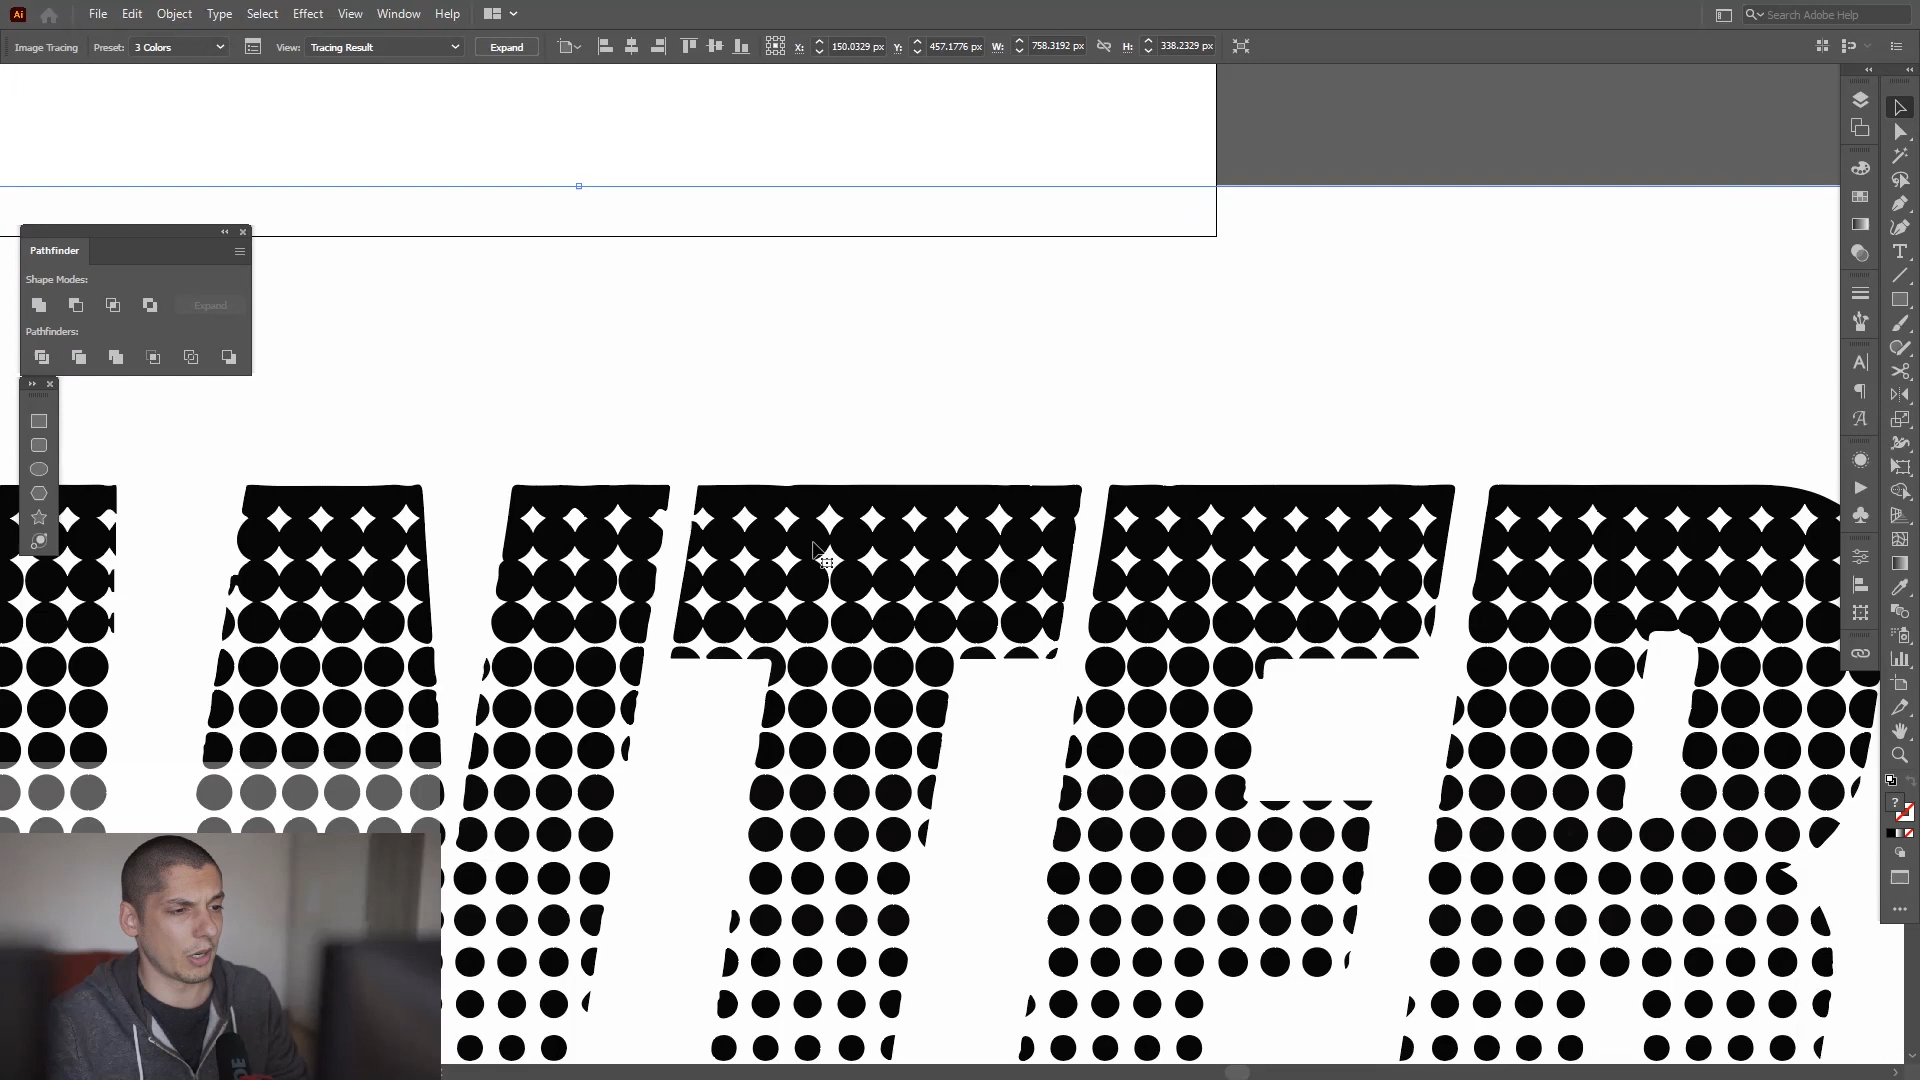 Ai File Edit Object Type Select Effect View Window Help Search Adobe Help
Image Tracing Preset: 3 Colors View: Tracing Result Expand X: 150.0329 px Y: 457.1776 px W: 758.3192 px H: 338.2329 px
Pathfinder
Shape Modes:
Expand
Pathfinders: